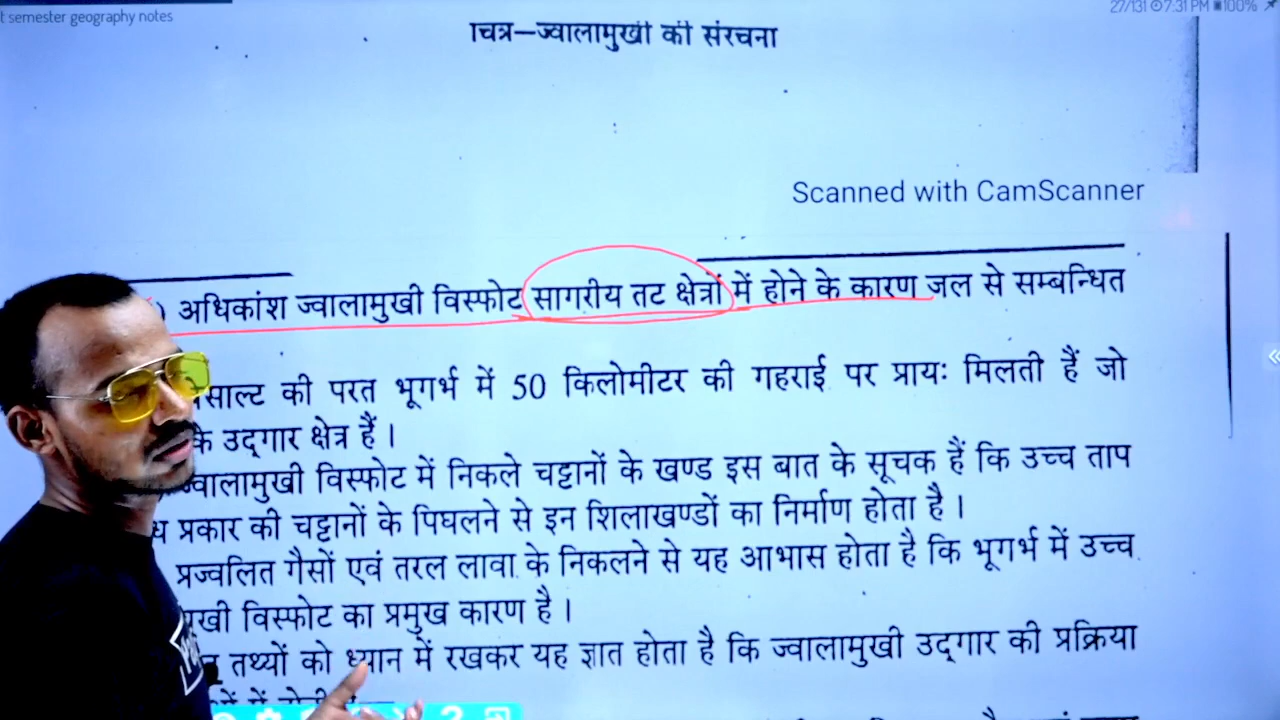 t semester geography notes
27/131 7:31 PM 100%
चित्र–ज्वालामुखी की संरचना
Scanned with CamScanner
) अधिकांश ज्वालामुखी विस्फोट सागरीय तट क्षेत्रों में होने के कारण जल से सम्बन्धित
साल्ट की परत भूगर्भ में 50 किलोमीटर की गहराई पर प्रायः मिलती हैं जो
के उद्गार क्षेत्र हैं ।
ज्वालामुखी विस्फोट में निकले चट्टानों के खण्ड इस बात के सूचक हैं कि उच्च ताप
ध प्रकार की चट्टानों के पिघलने से इन शिलाखण्डों का निर्माण होता है ।
प्रज्वलित गैसों एवं तरल लावा के निकलने से यह आभास होता है कि भूगर्भ में उच्च
मुखी विस्फोट का प्रमुख कारण है ।
तथ्यों को ध्यान में रखकर यह ज्ञात होता है कि ज्वालामुखी उद्गार की प्रक्रिया